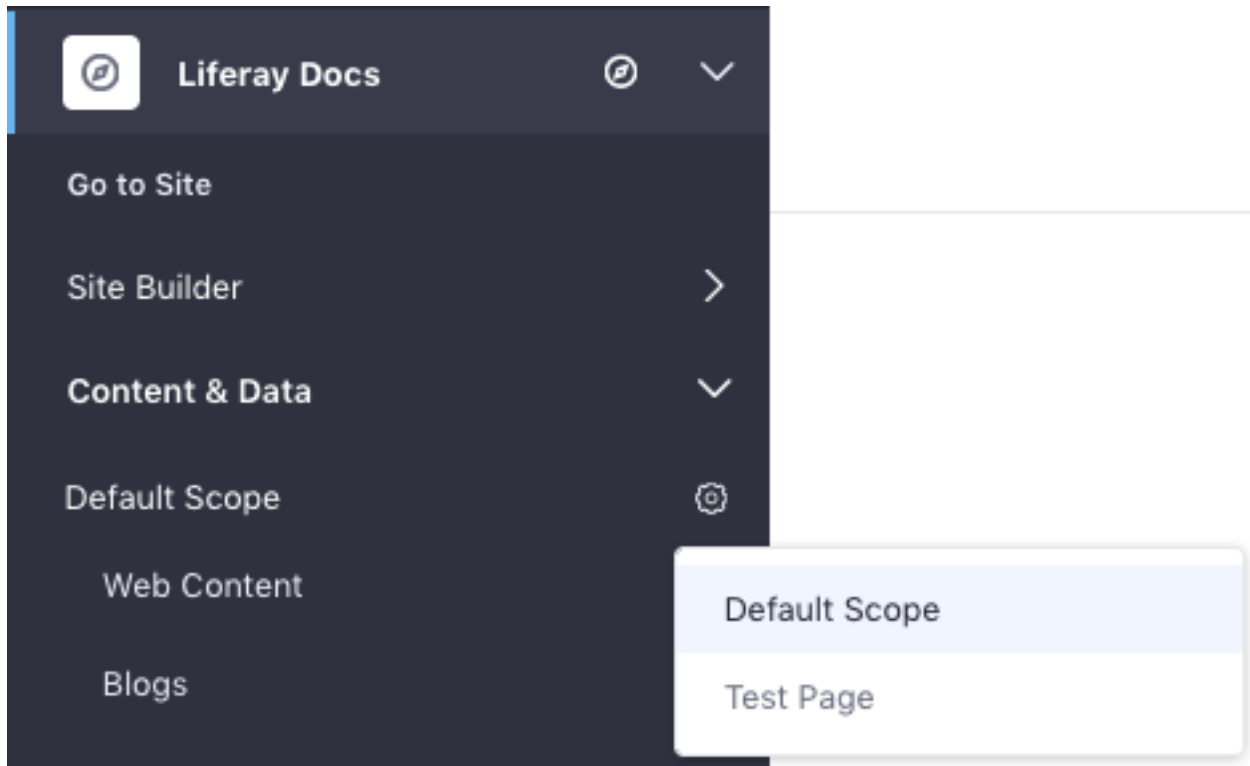 Liferay Docs
Go to Site
Site Builder
Content & Data
Default Scope
Web Content
Default Scope
Blogs
Test Page